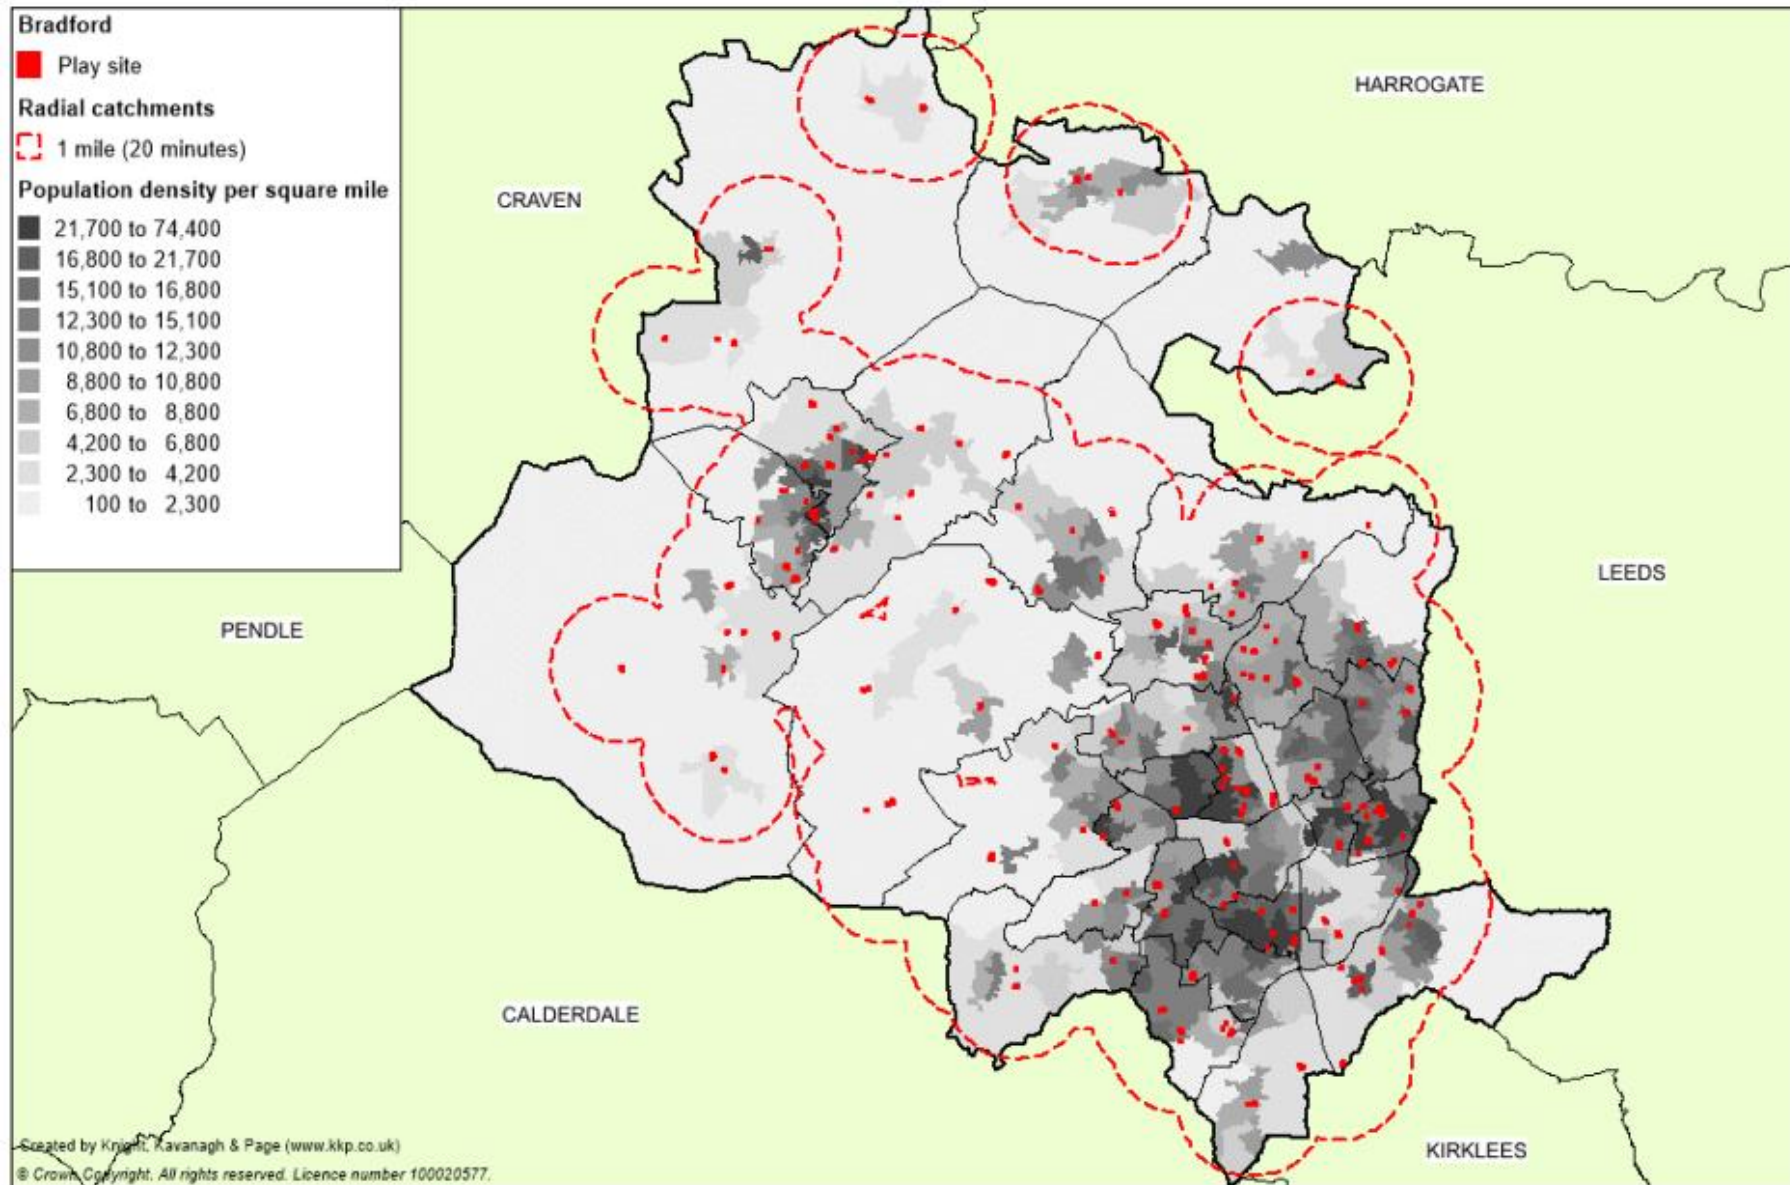 Bradford
Play site
Radial catchments
1 mile (20 minutes)
Population density per square mile
21,700 to 74,400
16,800 to 21,700
15,100 to 16,800
12,300 to 15,100
10,800 to 12,300
8,800 to 10,800
6,800 to 8,800
4,200 to 6,800
2,300 to 4,200
100 to 2,300
HARROGATE
CRAVEN
LEEDS
PENDLE
CALDERDALE
KIRKLEES
Created by Knight, Kavanagh & Page (www.kkp.co.uk)
© Crown Copyright. All rights reserved. Licence number 100020577.